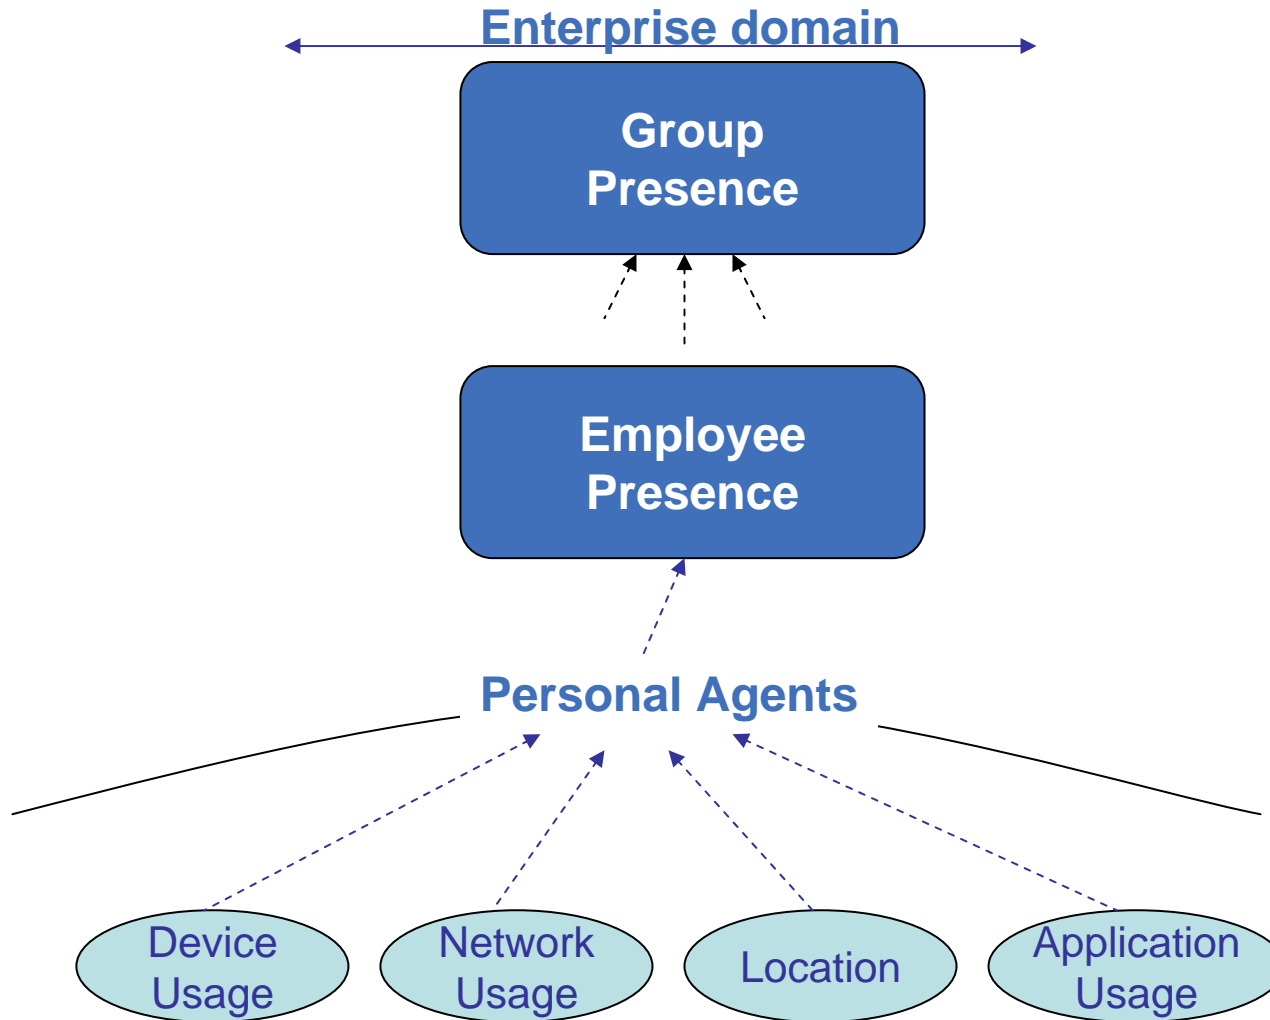 Enterprise domain
Group
Presence
Employee
Presence
Personal Agents
Device
Usage
Network
Usage
Location
Application
Usage